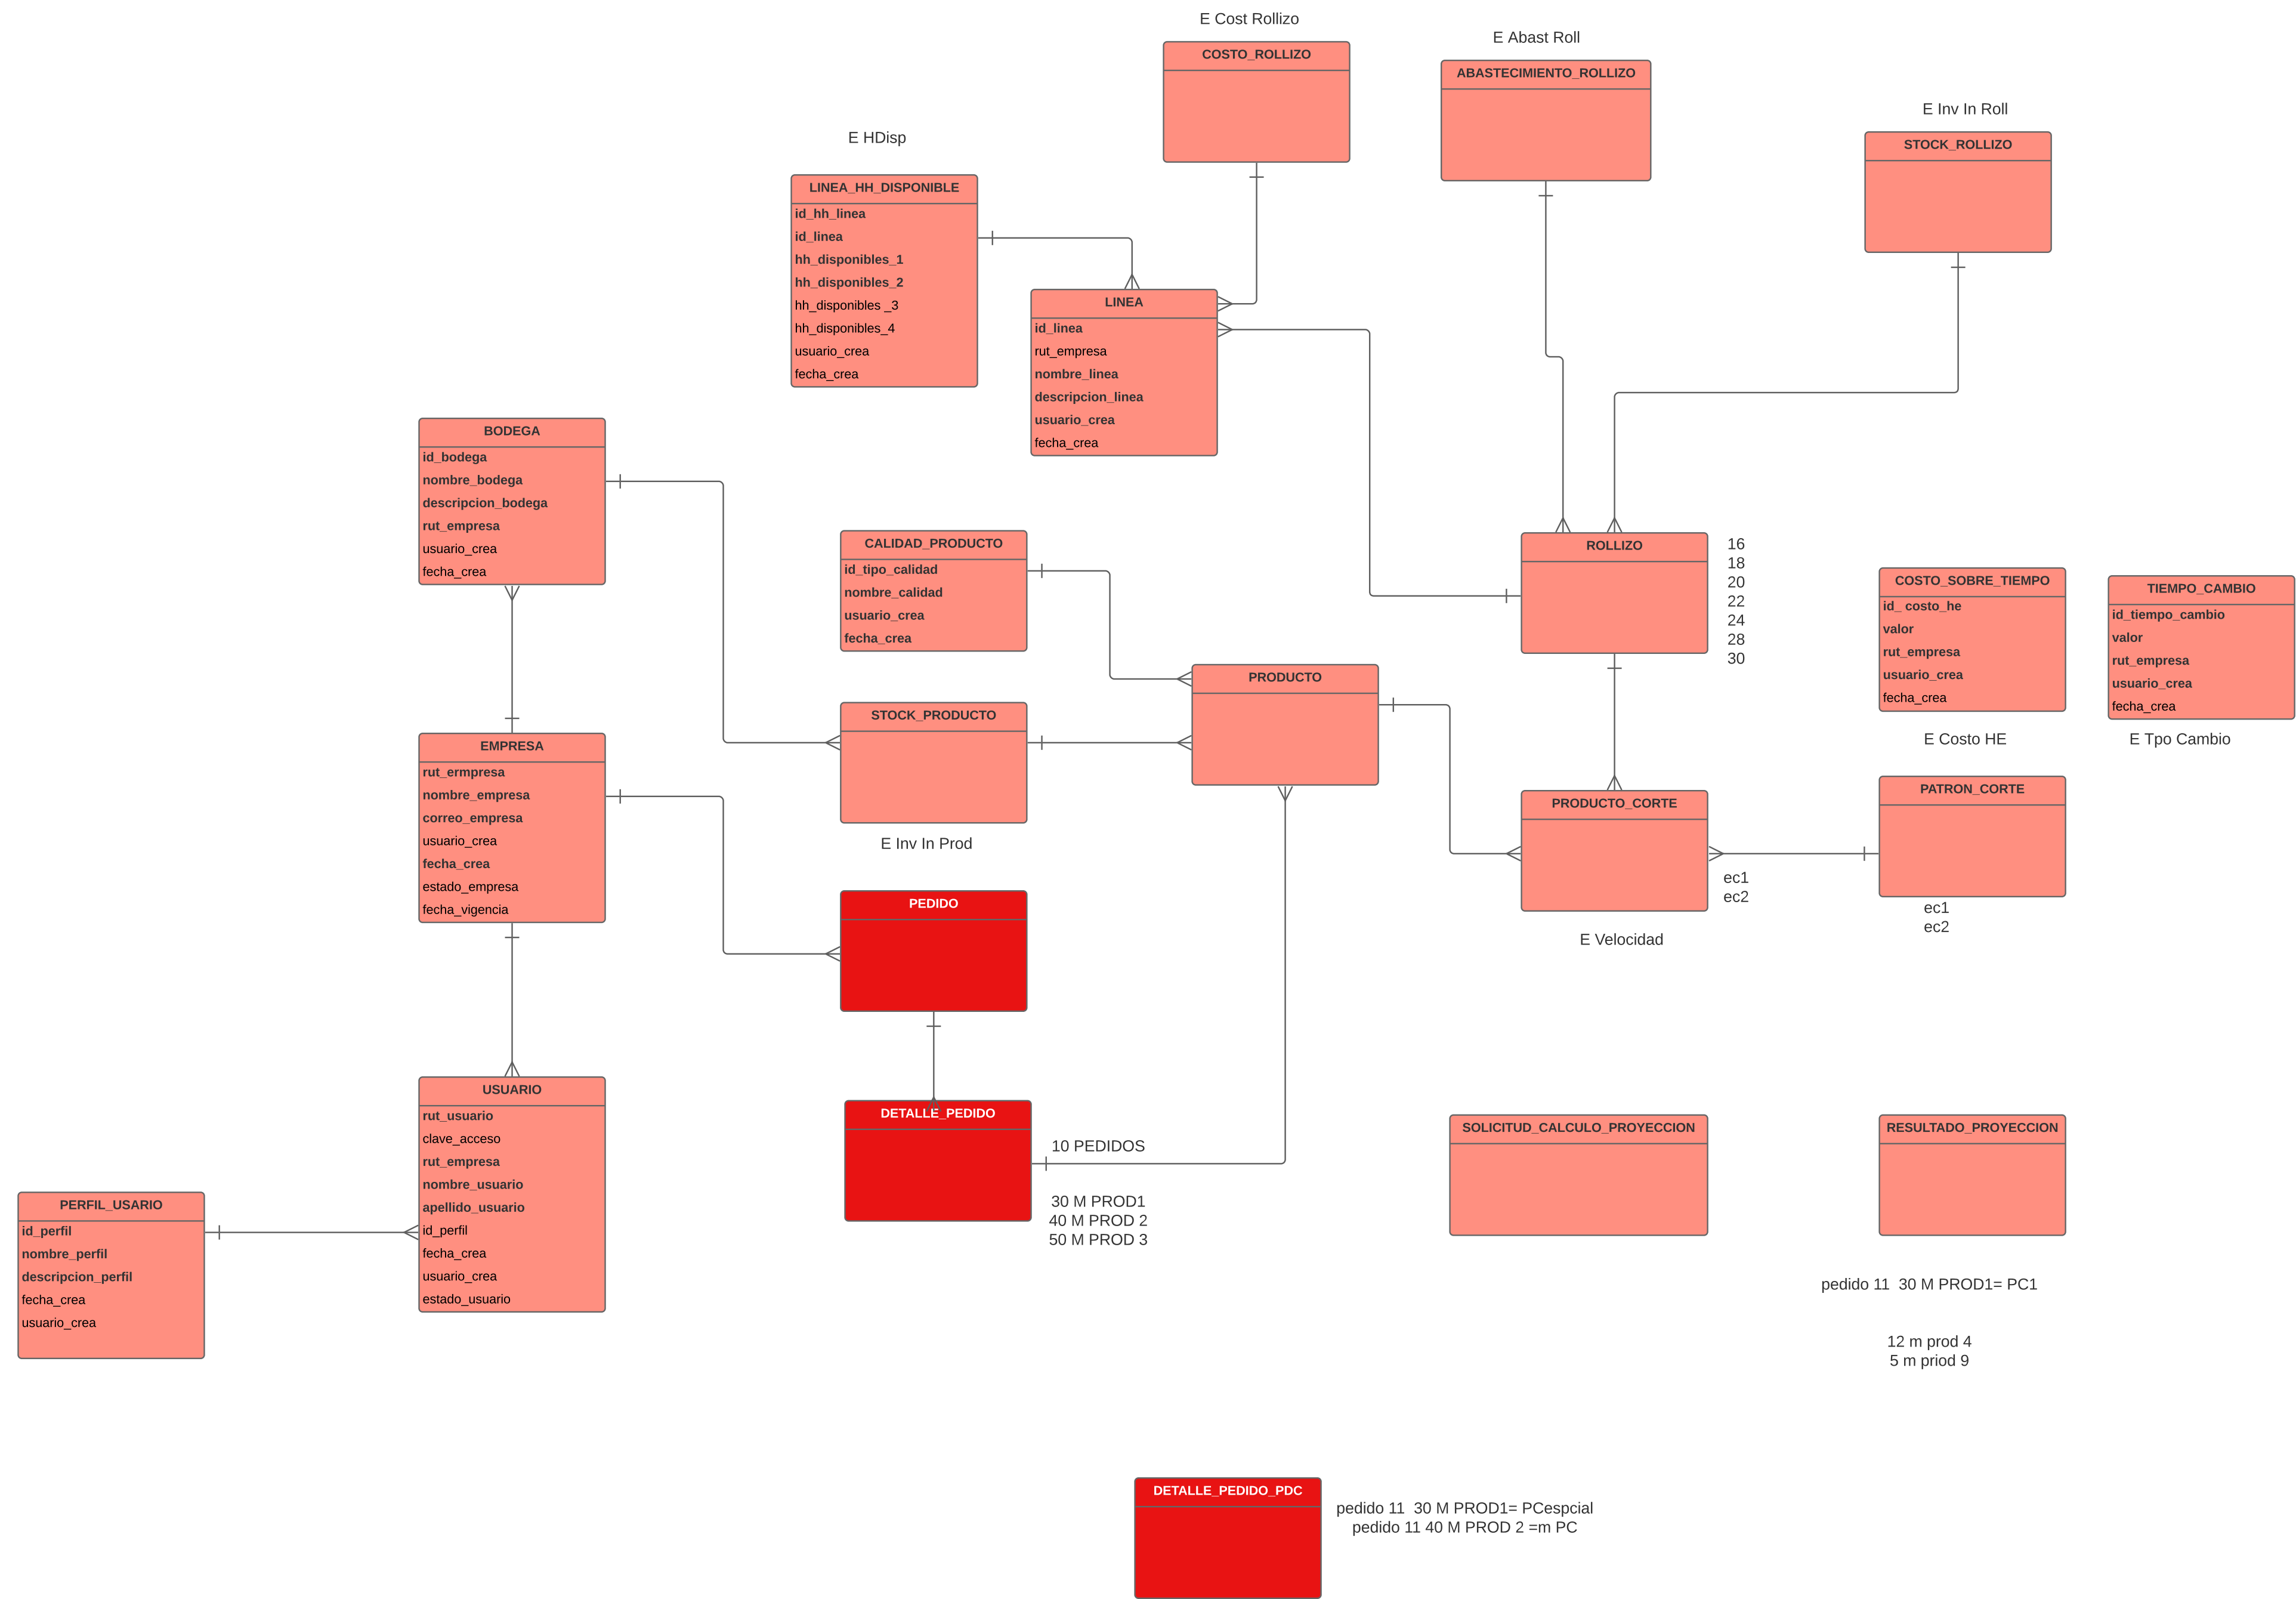 E Cost Rollizo
COSTO_ROLLIZO
E Abast Roll
ABASTECIMIENTO_ROLLIZO
E Inv In Roll
STOCK_ROLLIZO
E HDisp
LINEA_HH_DISPONIBLE
id_hh_linea
id_linea
hh_disponibles_1
hh_disponibles_2
hh_disponibles _3
hh_disponibles_4
usuario_crea
fecha_crea
LINEA
id_linea
rut_empresa
nombre_linea
descripcion_linea
usuario_crea
fecha_crea
BODEGA
id_bodega
nombre_bodega
descripcion_bodega
rut_empresa
usuario_crea
fecha_crea
CALIDAD_PRODUCTO
id_tipo_calidad
nombre_calidad
usuario_crea
fecha_crea
ROLLIZO
16
18
20
22
24
28
30
COSTO_SOBRE_TIEMPO
id_ costo_he
valor
rut_empresa
usuario_crea
fecha_crea
E Costo HE
TIEMPO_CAMBIO
id_tiempo_cambio
valor
rut_empresa
usuario_crea
fecha_crea
E Tpo Cambio
PRODUCTO
STOCK_PRODUCTO
E Inv In Prod
EMPRESA
rut_ermpresa
nombre_empresa
correo_empresa
usuario_crea
fecha_crea
estado_empresa
fecha_vigencia
PRODUCTO_CORTE
ec1
ec2
E Velocidad
PATRON_CORTE
ec1
ec2
PEDIDO
DETALLE_PEDIDO
10 PEDIDOS
30 M PROD1
40 M PROD 2
50 M PROD 3
USUARIO
rut_usuario
clave_acceso
rut_empresa
nombre_usuario
apellido_usuario
id_perfil
fecha_crea
usuario_crea
estado_usuario
PERFIL_USARIO
id_perfil
nombre_perfil
descripcion_perfil
fecha_crea
usuario_crea
SOLICITUD_CALCULO_PROYECCION
RESULTADO_PROYECCION
pedido 11  30 M PROD1= PC1
12 m prod 4
5 m priod 9
DETALLE_PEDIDO_PDC
pedido 11  30 M PROD1= PCespcial
pedido 11 40 M PROD 2 =m PC